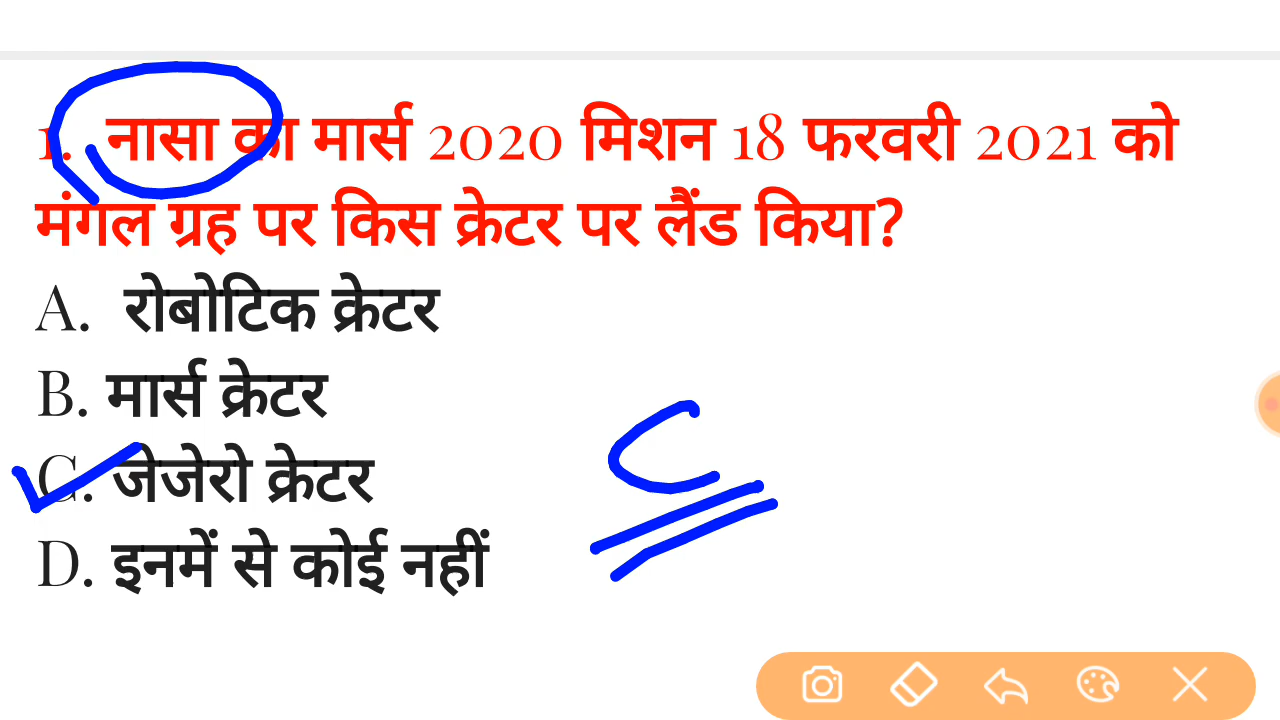 1. नासा का मार्स 2020 मिशन 18 फरवरी 2021 को
मंगल ग्रह पर किस क्रेटर पर लैंड किया?
A. रोबोटिक क्रेटर
B. मार्स क्रेटर
C. जेजेरो क्रेटर
D. इनमें से कोई नहीं
C